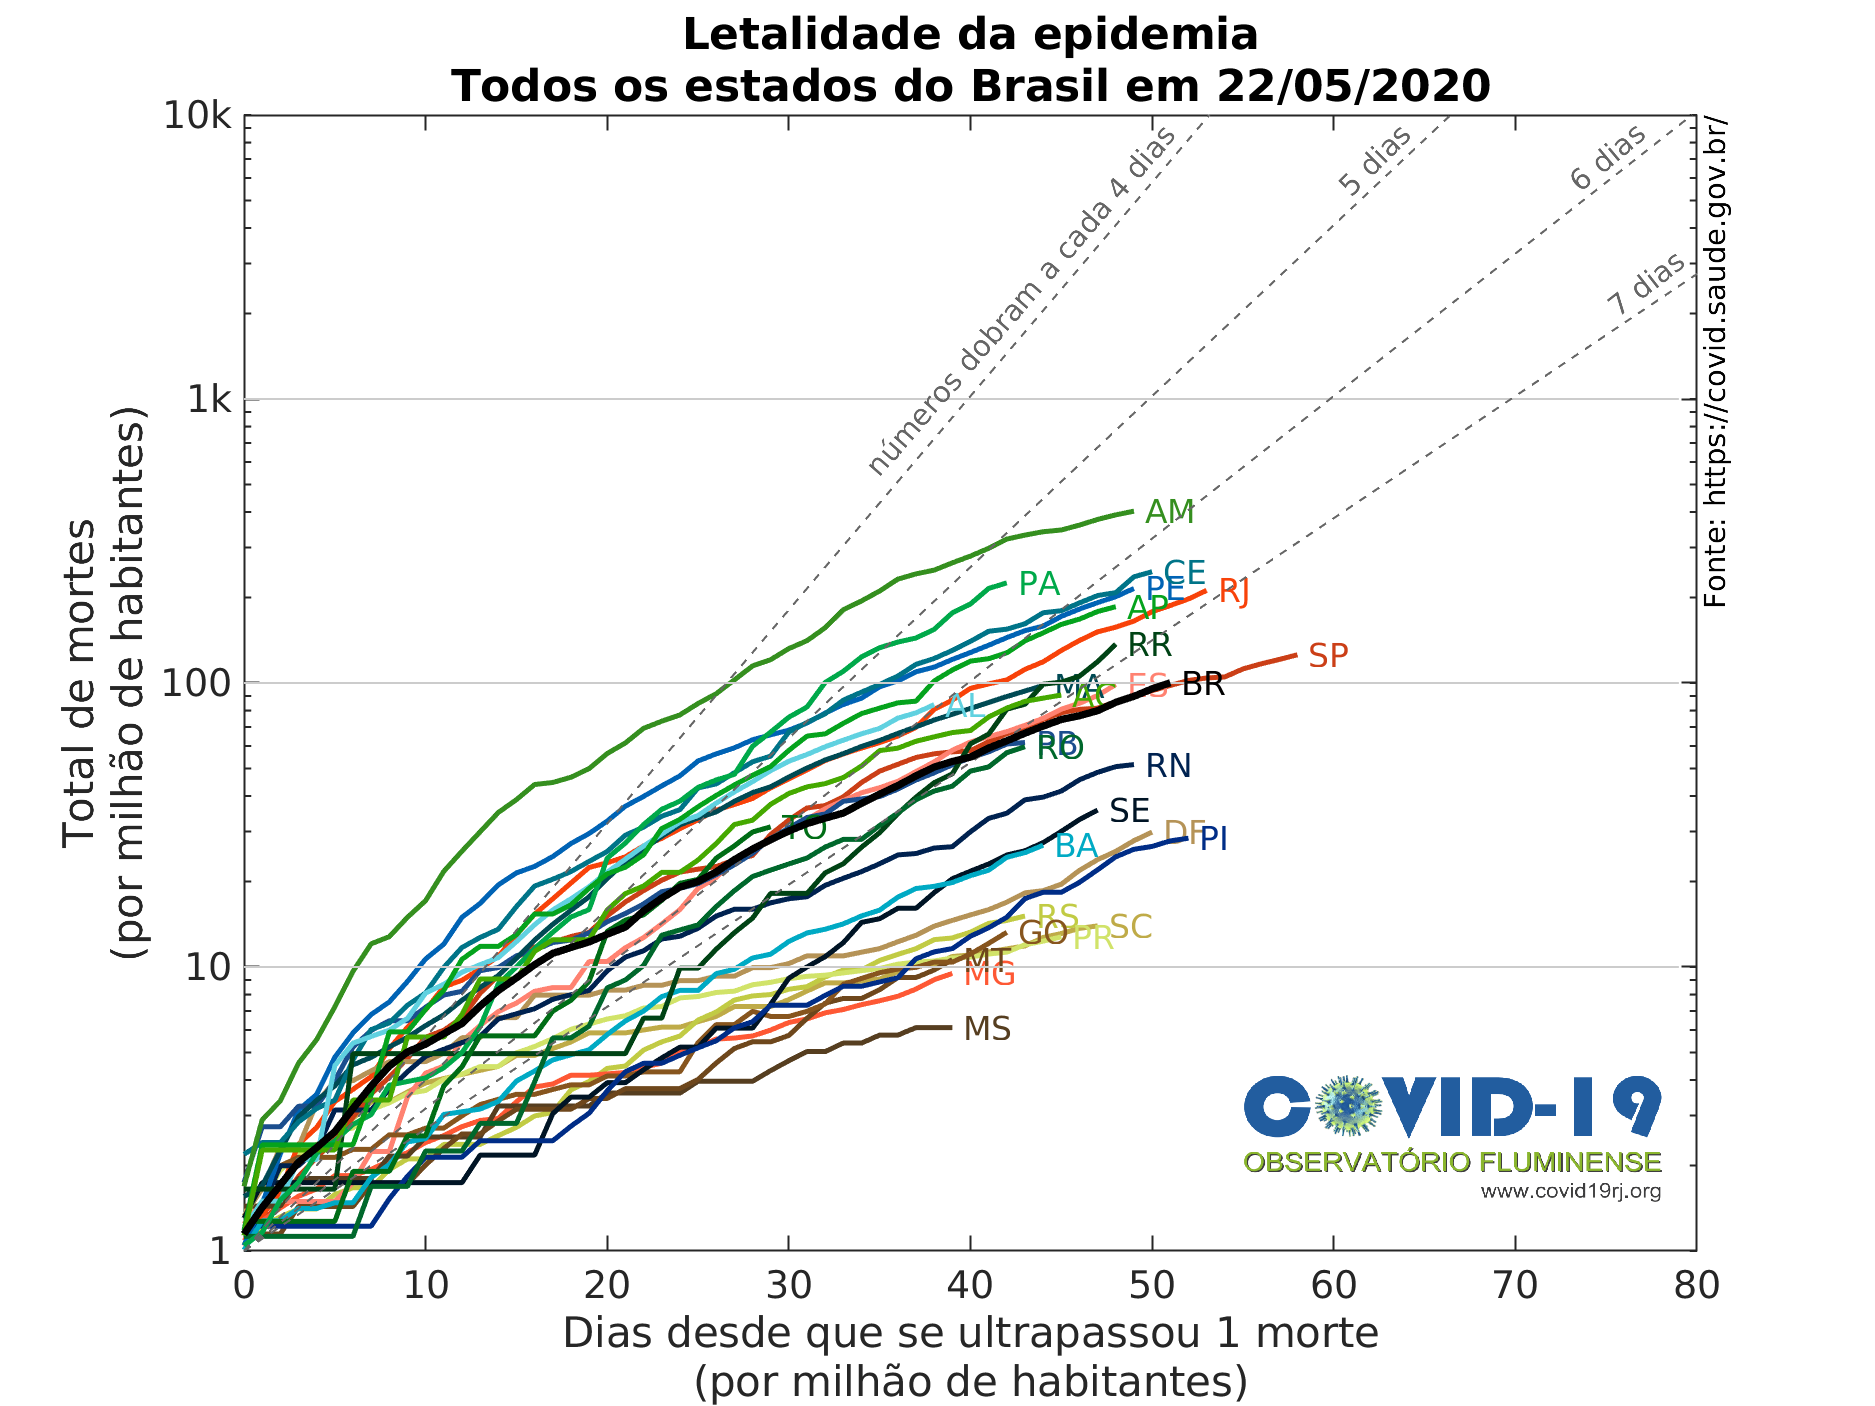 Letalidade da epidemia
Todos os estados do Brasil em 22/05/2020
Total de mortes
(por milhão de habitantes)
10k
1k
100
10
1
números dobram a cada 4 dias
5 dias
6 dias
7 dias
Fonte: https://covid.saude.gov.br/
AM
PA
CE
PE
RJ
AP
RR
SP
MA
ES
BR
AC
AL
PB
RO
RN
SE
TO
DF
PI
BA
RS
SC
GO
PR
MT
MG
MS
COVID-19
OBSERVATÓRIO FLUMINENSE
www.covid19rj.org
0 10 20 30 40 50 60 70 80
Dias desde que se ultrapassou 1 morte
(por milhão de habitantes)